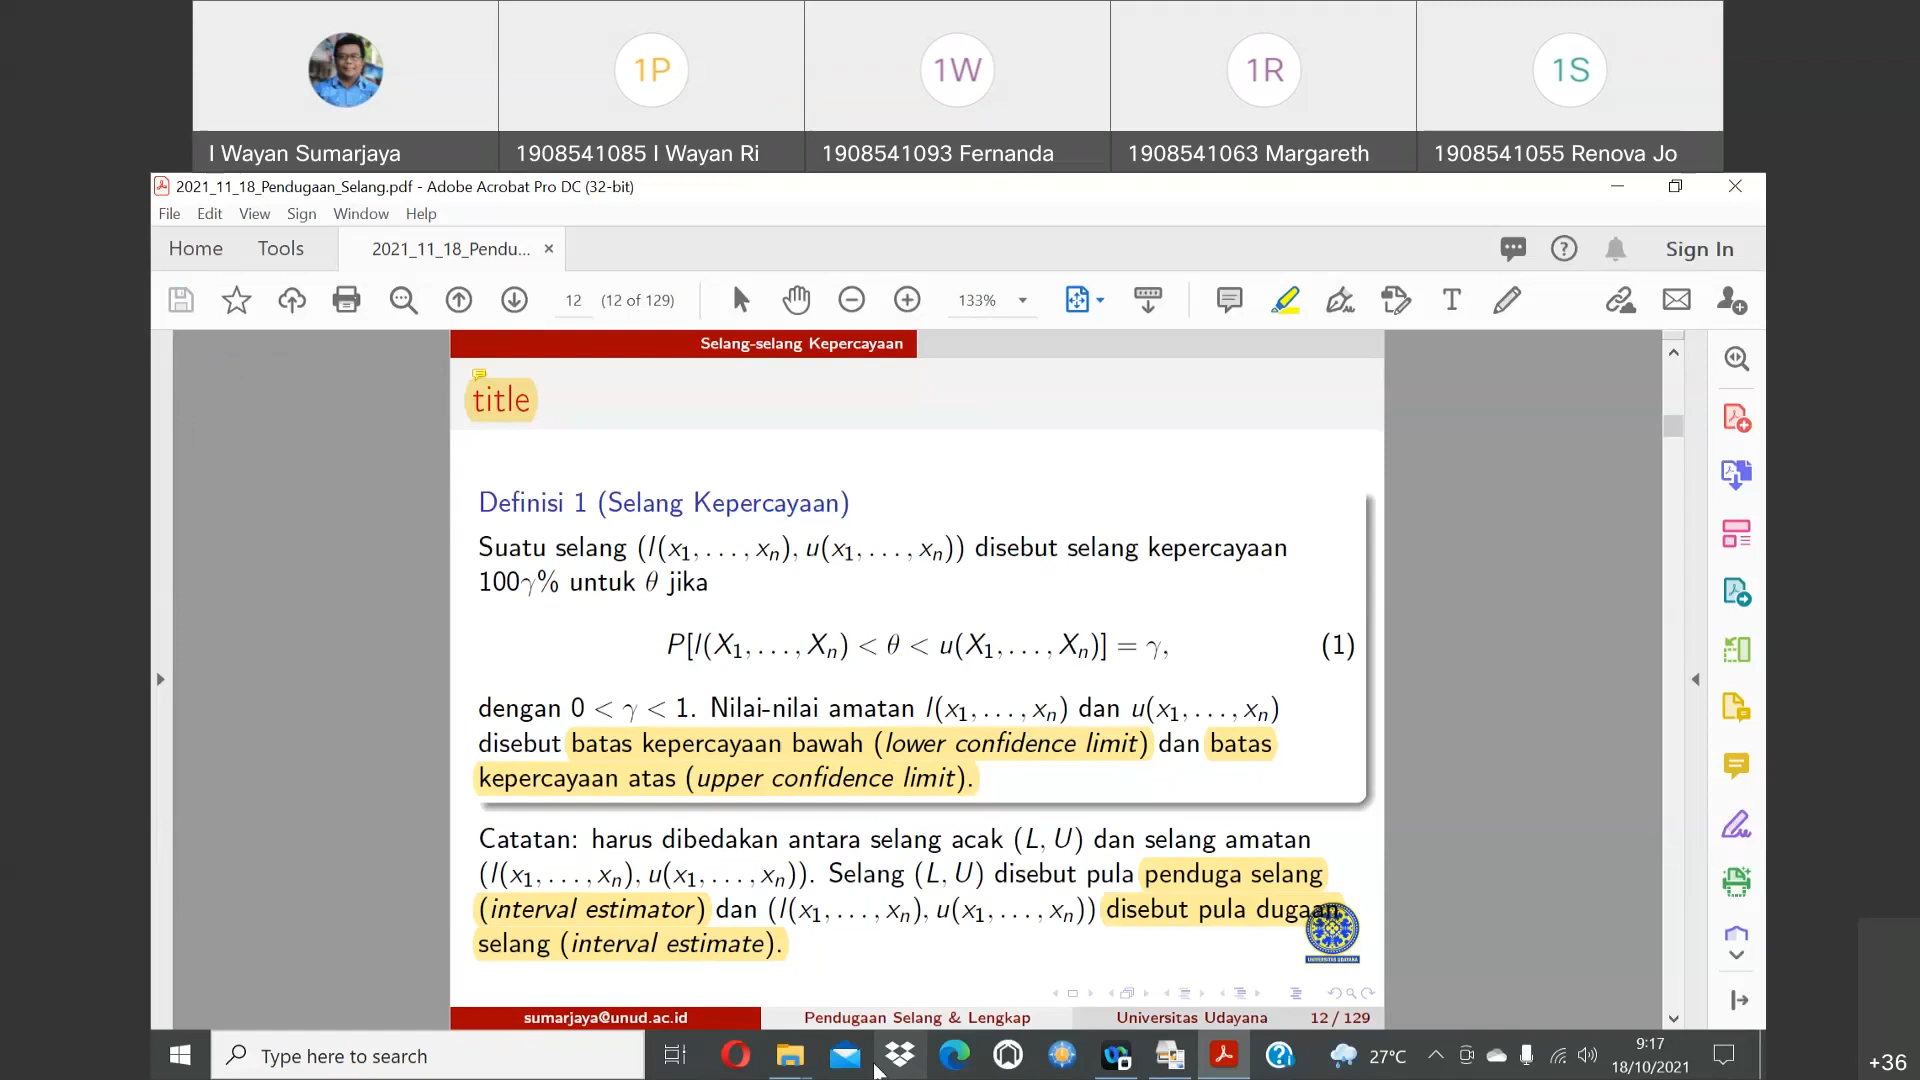 1P
1W
1R
1S
I Wayan Sumarjaya
1908541085 I Wayan Ri
1908541093 Fernanda
1908541063 Margareth
1908541055 Renova Jo
2021_11_18_Pendugaan_Selang.pdf - Adobe Acrobat Pro DC (32-bit)
File Edit View Sign Window Help
Home Tools 2021_11_18_Pendu... × Sign In
12 (12 of 129) 133%
Selang-selang Kepercayaan
title
Definisi 1 (Selang Kepercayaan)
Suatu selang (l(x₁, . . . , xₙ), u(x₁, . . . , xₙ)) disebut selang kepercayaan
100γ% untuk θ jika
P[l(X₁, . . . , Xₙ) < θ < u(X₁, . . . , Xₙ)] = γ, (1)
dengan 0 < γ < 1. Nilai-nilai amatan l(x₁, . . . , xₙ) dan u(x₁, . . . , xₙ)
disebut batas kepercayaan bawah (lower confidence limit) dan batas
kepercayaan atas (upper confidence limit).
Catatan: harus dibedakan antara selang acak (L, U) dan selang amatan
(l(x₁, . . . , xₙ), u(x₁, . . . , xₙ)). Selang (L, U) disebut pula penduga selang
(interval estimator) dan (l(x₁, . . . , xₙ), u(x₁, . . . , xₙ)) disebut pula dugaan
selang (interval estimate).
UNIVERSITAS UDAYANA
sumarjaya@unud.ac.id Pendugaan Selang & Lengkap Universitas Udayana 12 / 129
Type here to search
27°C
9:17
18/10/2021
+36